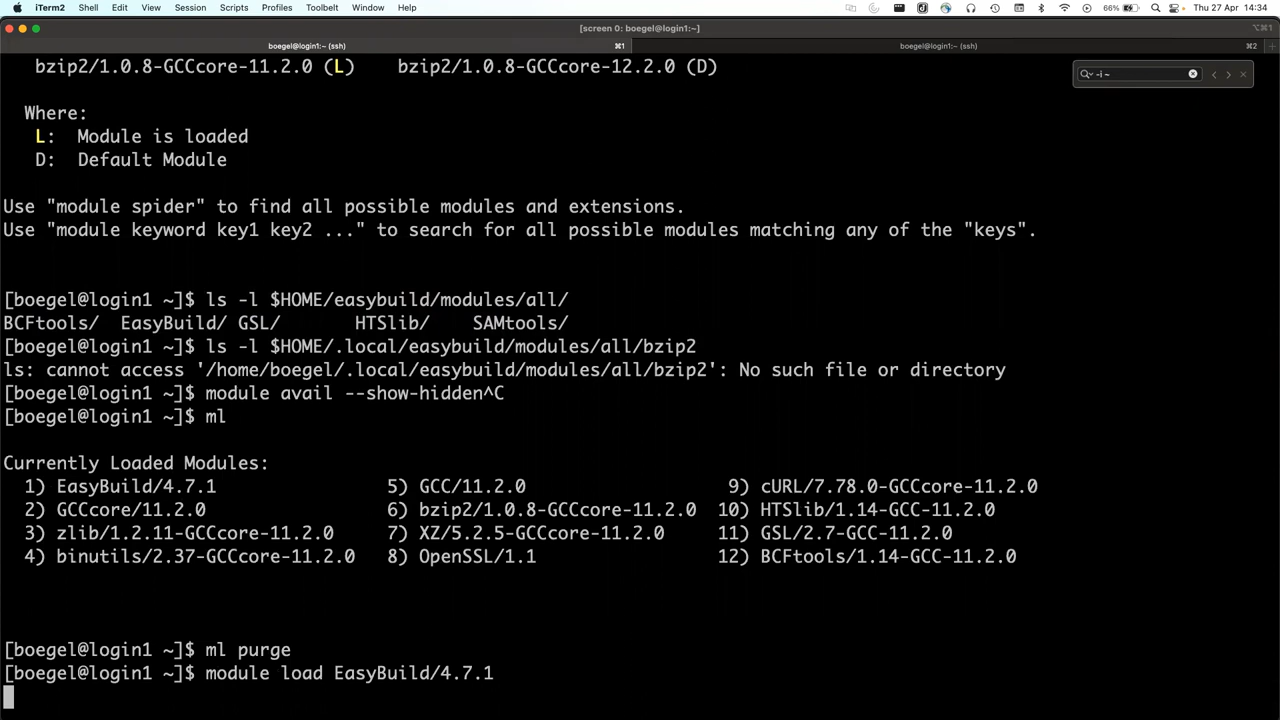 iTerm2 Shell Edit View Session Scripts Profiles Toolbelt Window Help 66% Thu 27 Apr 14:34
[screen 0: boegel@login1:~] ⌥⌘1
boegel@login1:~ (ssh) ⌘1 boegel@login1:~ (ssh) ⌘2
-i ~
bzip2/1.0.8-GCCcore-11.2.0 (L) bzip2/1.0.8-GCCcore-12.2.0 (D)
Where:
L: Module is loaded
D: Default Module
Use "module spider" to find all possible modules and extensions.
Use "module keyword key1 key2 ..." to search for all possible modules matching any of the "keys".
[boegel@login1 ~]$ ls -l $HOME/easybuild/modules/all/
BCFtools/ EasyBuild/ GSL/ HTSlib/ SAMtools/
[boegel@login1 ~]$ ls -l $HOME/.local/easybuild/modules/all/bzip2
ls: cannot access '/home/boegel/.local/easybuild/modules/all/bzip2': No such file or directory
[boegel@login1 ~]$ module avail --show-hidden^C
[boegel@login1 ~]$ ml
Currently Loaded Modules:
1) EasyBuild/4.7.1 5) GCC/11.2.0 9) cURL/7.78.0-GCCcore-11.2.0
2) GCCcore/11.2.0 6) bzip2/1.0.8-GCCcore-11.2.0 10) HTSlib/1.14-GCC-11.2.0
3) zlib/1.2.11-GCCcore-11.2.0 7) XZ/5.2.5-GCCcore-11.2.0 11) GSL/2.7-GCC-11.2.0
4) binutils/2.37-GCCcore-11.2.0 8) OpenSSL/1.1 12) BCFtools/1.14-GCC-11.2.0
[boegel@login1 ~]$ ml purge
[boegel@login1 ~]$ module load EasyBuild/4.7.1